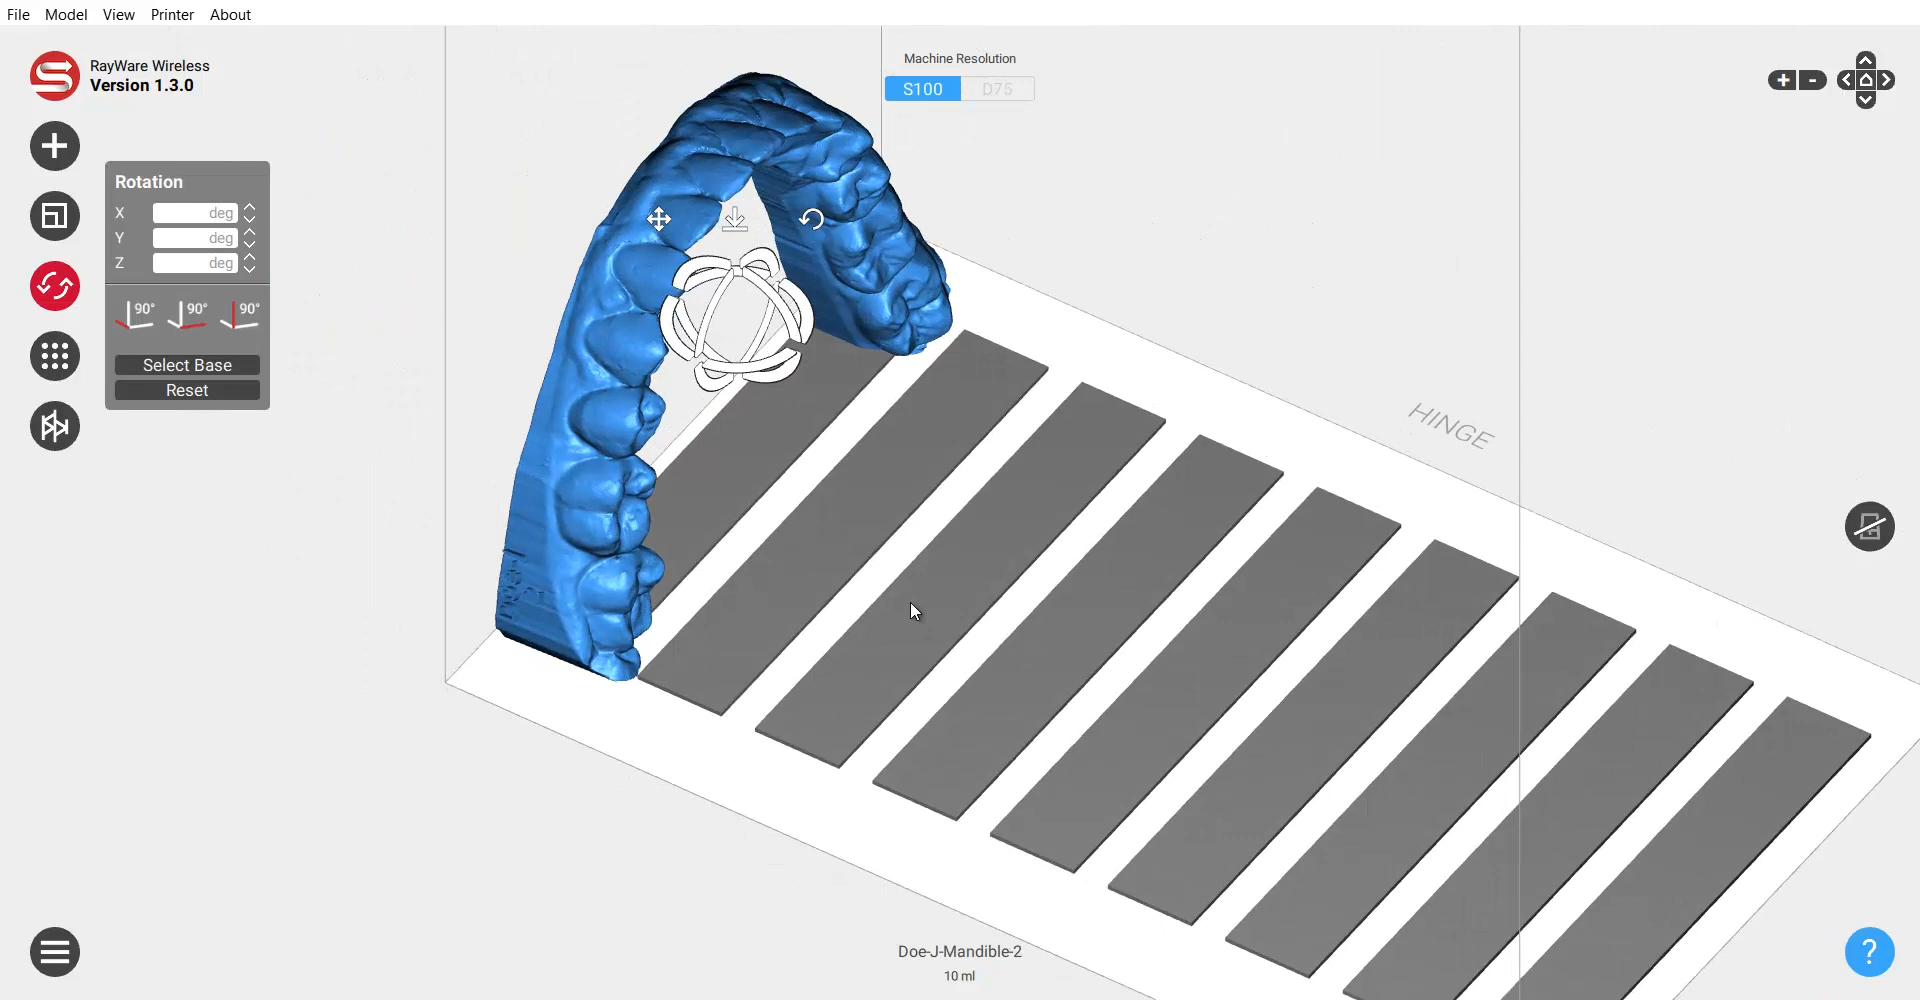 File Model View Printer About
RayWare Wireless
Version 1.3.0
Machine Resolution
S100 D75
Rotation
X deg
Y deg
Z deg
90° 90° 90°
Select Base
Reset
HINGE
Doe-J-Mandible-2
10 ml
?